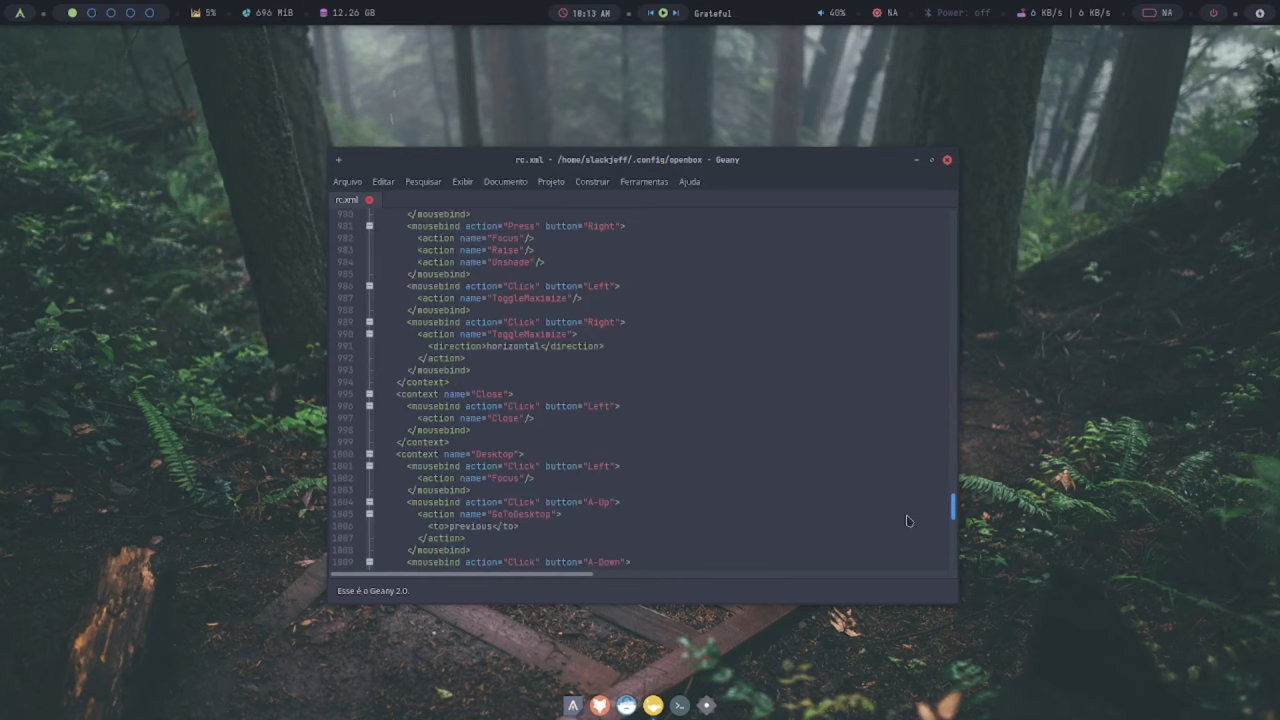 5% 696 MiB 12.26 GB 10:13 AM Grateful 40% NA Power: off 6 KB/s | 6 KB/s NA
rc.xml - /home/slackjeff/.config/openbox - Geany
Arquivo Editar Pesquisar Exibir Documento Projeto Construir Ferramentas Ajuda
rc.xml
980 </mousebind>
981 <mousebind action="Press" button="Right">
982 <action name="Focus"/>
983 <action name="Raise"/>
984 <action name="Unshade"/>
985 </mousebind>
986 <mousebind action="Click" button="Left">
987 <action name="ToggleMaximize"/>
988 </mousebind>
989 <mousebind action="Click" button="Right">
990 <action name="ToggleMaximize">
991 <direction>horizontal</direction>
992 </action>
993 </mousebind>
994 </context>
995 <context name="Close">
996 <mousebind action="Click" button="Left">
997 <action name="Close"/>
998 </mousebind>
999 </context>
1000 <context name="Desktop">
1001 <mousebind action="Click" button="Left">
1002 <action name="Focus"/>
1003 </mousebind>
1004 <mousebind action="Click" button="A-Up">
1005 <action name="GoToDesktop">
1006 <to>previous</to>
1007 </action>
1008 </mousebind>
1009 <mousebind action="Click" button="A-Down">
Esse é o Geany 2.0.